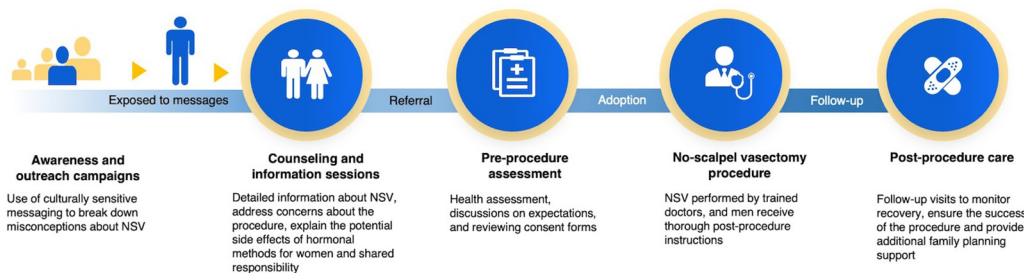 Exposed to messages
Referral
Adoption
Follow-up
Awareness and
outreach campaigns
Use of culturally sensitive
messaging to break down
misconceptions about NSV
Counseling and
information sessions
Detailed information about NSV,
address concerns about the
procedure, explain the potential
side effects of hormonal
methods for women and shared
responsibility
Pre-procedure
assessment
Health assessment,
discussions on expectations,
and reviewing consent forms
No-scalpel vasectomy
procedure
NSV performed by trained
doctors, and men receive
thorough post-procedure
instructions
Post-procedure care
Follow-up visits to monitor
recovery, ensure the success
of the procedure and provide
additional family planning
support